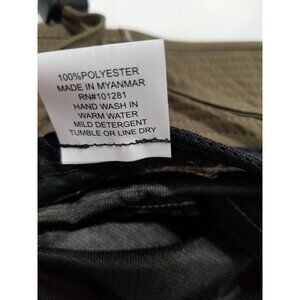 100%POLYESTER
MADE IN MYANMAR
RN#101281
HAND WASH IN
WARM WATER
MILD DETERGENT
TUMBLE OR LINE DRY